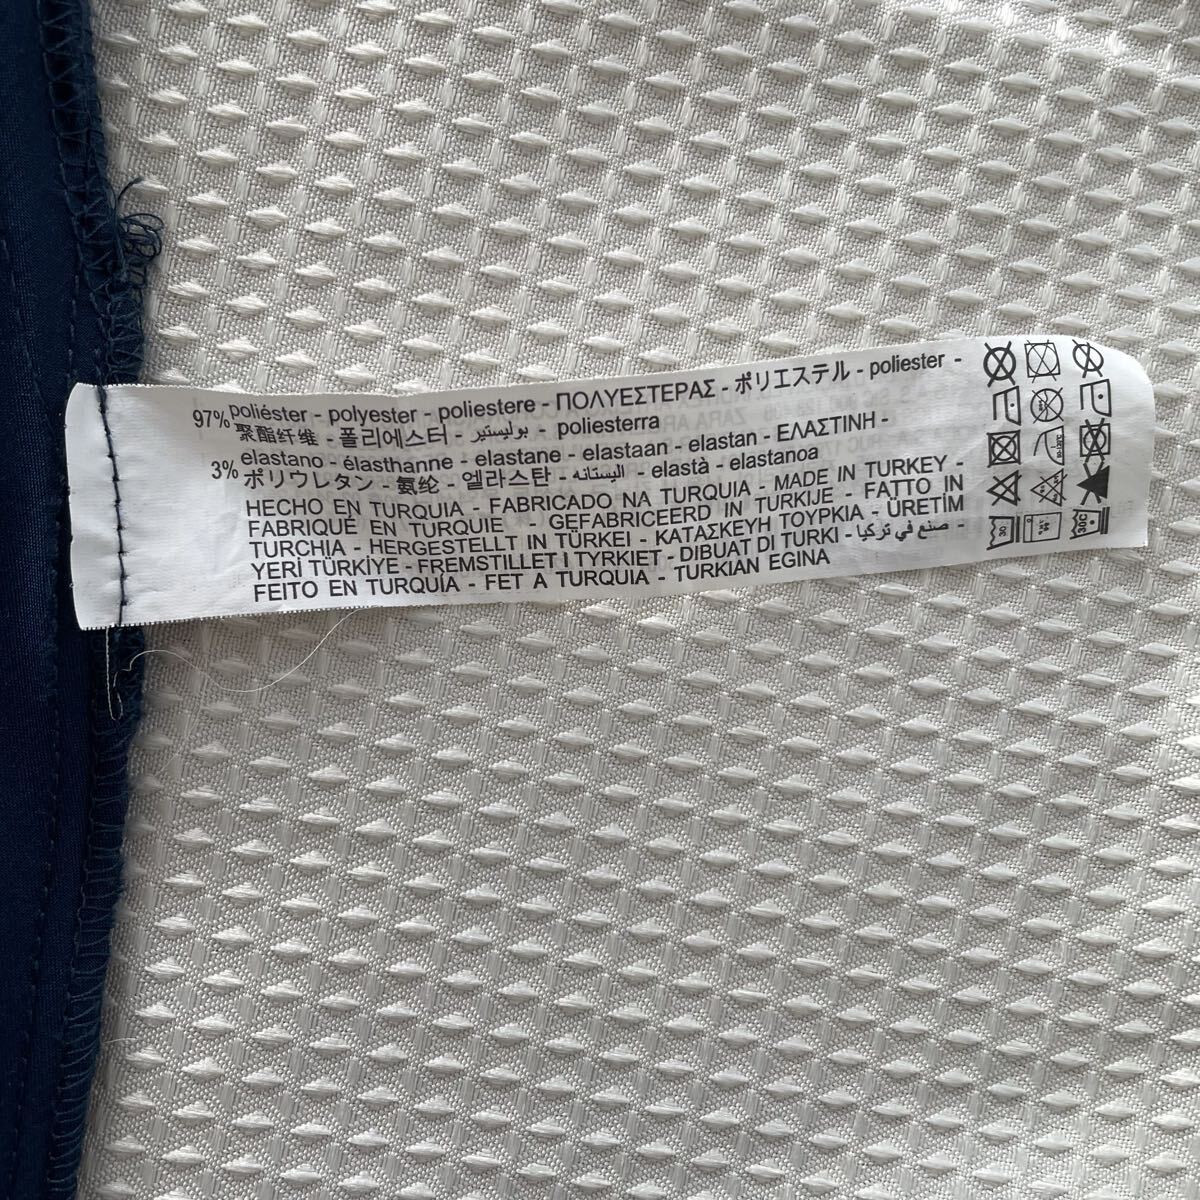 97% poliéster - polyester - poliestere - ΠΟΛΥΕΣΤΕΡΑΣ - ポリエステル - poliester -
聚酯纤维 - 폴리에스터 - بوليستير - poliesterra
3% elastano - élasthanne - elastane - elastaan - elastan - ΕΛΑΣΤΙΝΗ -
ポリウレタン - 氨纶 - 엘라스탄 - البستانه - elastà - elastanoa
HECHO EN TURQUIA - FABRICADO NA TURQUIA - MADE IN TURKEY -
FABRIQUÉ EN TURQUIE - GEFABRICEERD IN TURKIJE - FATTO IN
TURCHIA - HERGESTELLT IN TÜRKEI - ΚΑΤΑΣΚΕΥΗ ΤΟΥΡΚΙΑ - ÜRETİM
YERİ TÜRKİYE - FREMSTILLET I TYRKIET - DIBUAT DI TURKI - صنع في تركيا -
FEITO EN TURQUÍA - FET A TURQUIA - TURKIAN EGINA
30
30C